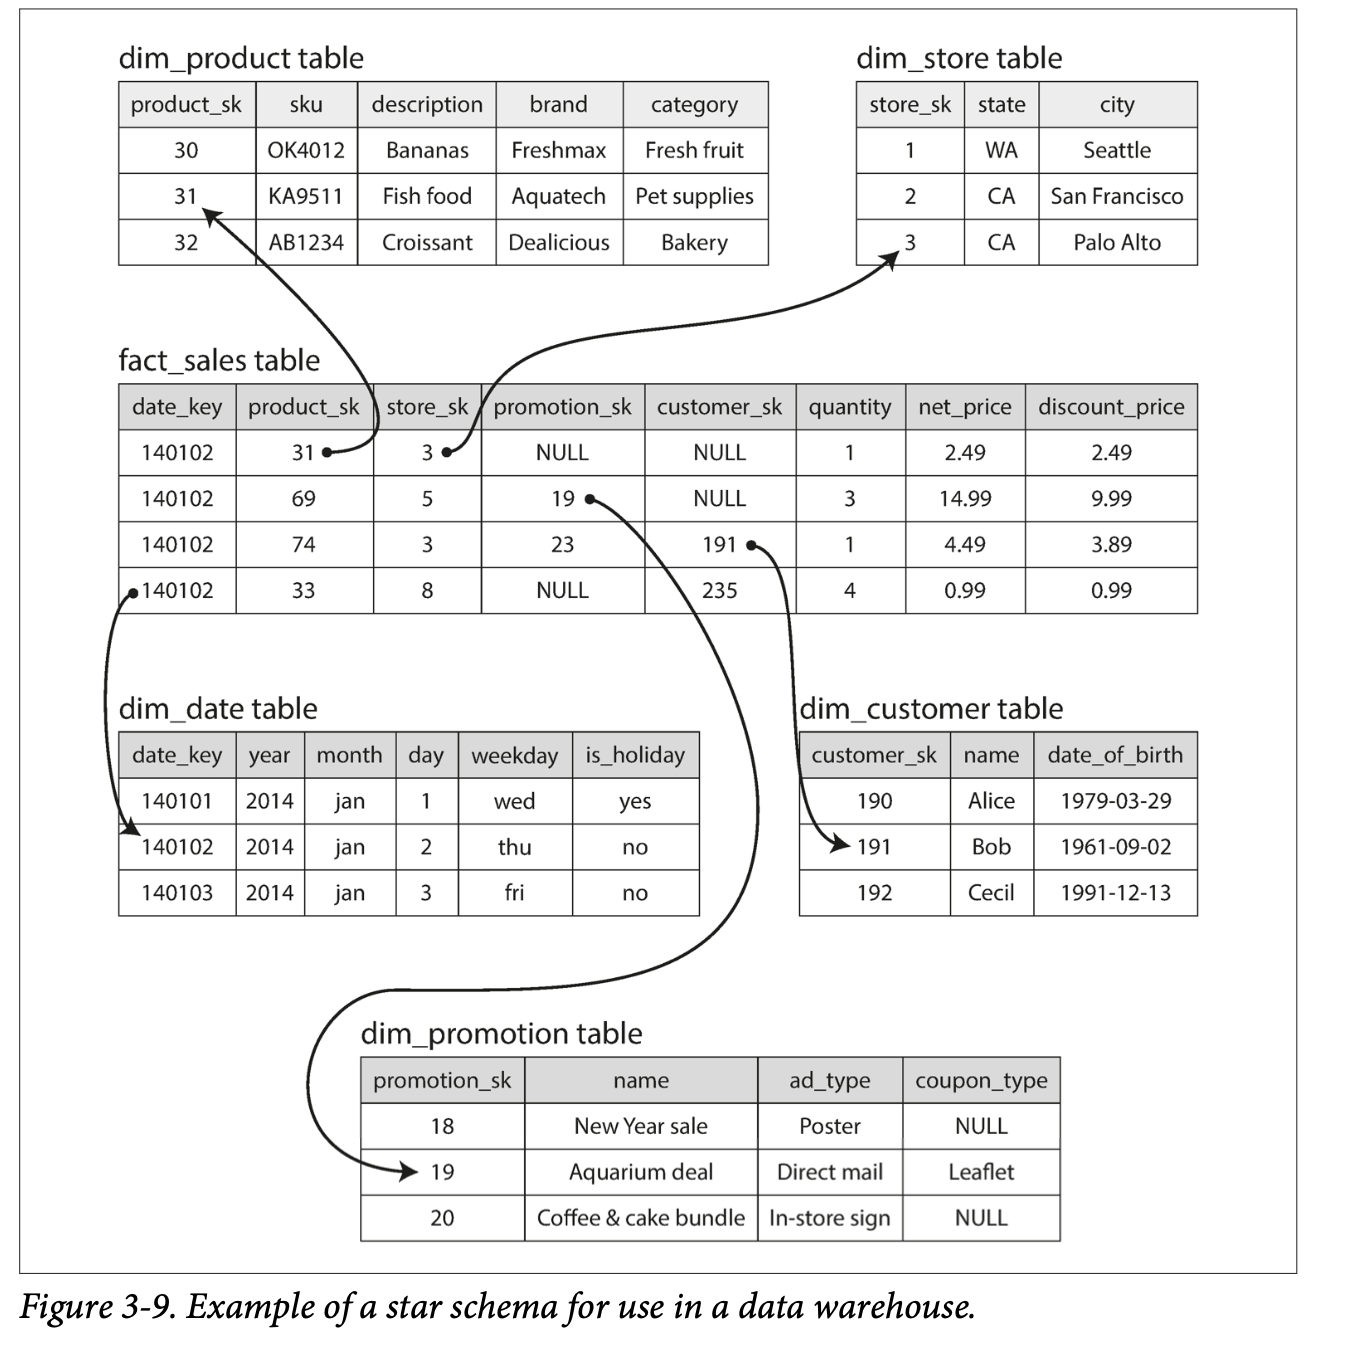 dim_product table
product_sk sku description brand category
30 OK4012 Bananas Freshmax Fresh fruit
31 KA9511 Fish food Aquatech Pet supplies
32 AB1234 Croissant Dealicious Bakery
dim_store table
store_sk state city
1 WA Seattle
2 CA San Francisco
3 CA Palo Alto
fact_sales table
date_key product_sk store_sk promotion_sk customer_sk quantity net_price discount_price
140102 31 3 NULL NULL 1 2.49 2.49
140102 69 5 19 NULL 3 14.99 9.99
140102 74 3 23 191 1 4.49 3.89
140102 33 8 NULL 235 4 0.99 0.99
dim_date table
date_key year month day weekday is_holiday
140101 2014 jan 1 wed yes
140102 2014 jan 2 thu no
140103 2014 jan 3 fri no
dim_customer table
customer_sk name date_of_birth
190 Alice 1979-03-29
191 Bob 1961-09-02
192 Cecil 1991-12-13
dim_promotion table
promotion_sk name ad_type coupon_type
18 New Year sale Poster NULL
19 Aquarium deal Direct mail Leaflet
20 Coffee & cake bundle In-store sign NULL
Figure 3-9. Example of a star schema for use in a data warehouse.